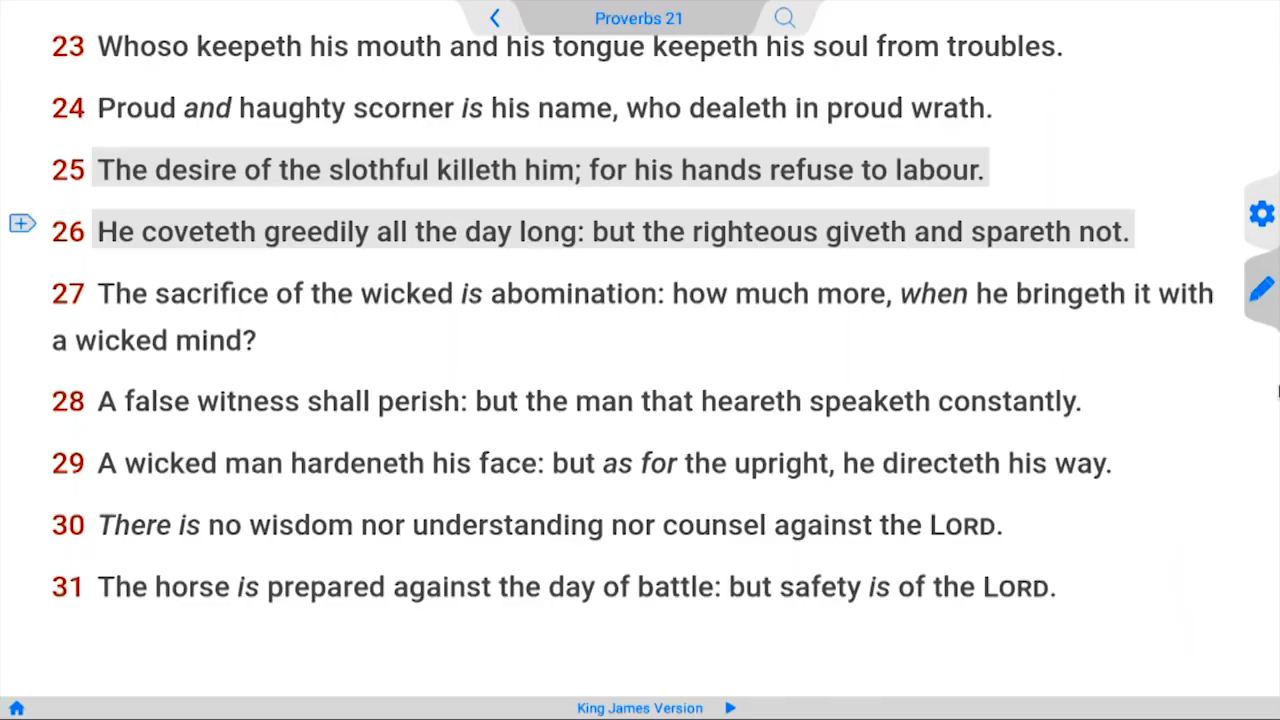 Proverbs 21
23 Whoso keepeth his mouth and his tongue keepeth his soul from troubles.
24 Proud and haughty scorner is his name, who dealeth in proud wrath.
25 The desire of the slothful killeth him; for his hands refuse to labour.
26 He coveteth greedily all the day long: but the righteous giveth and spareth not.
27 The sacrifice of the wicked is abomination: how much more, when he bringeth it with
a wicked mind?
28 A false witness shall perish: but the man that heareth speaketh constantly.
29 A wicked man hardeneth his face: but as for the upright, he directeth his way.
30 There is no wisdom nor understanding nor counsel against the LORD.
31 The horse is prepared against the day of battle: but safety is of the LORD.
King James Version